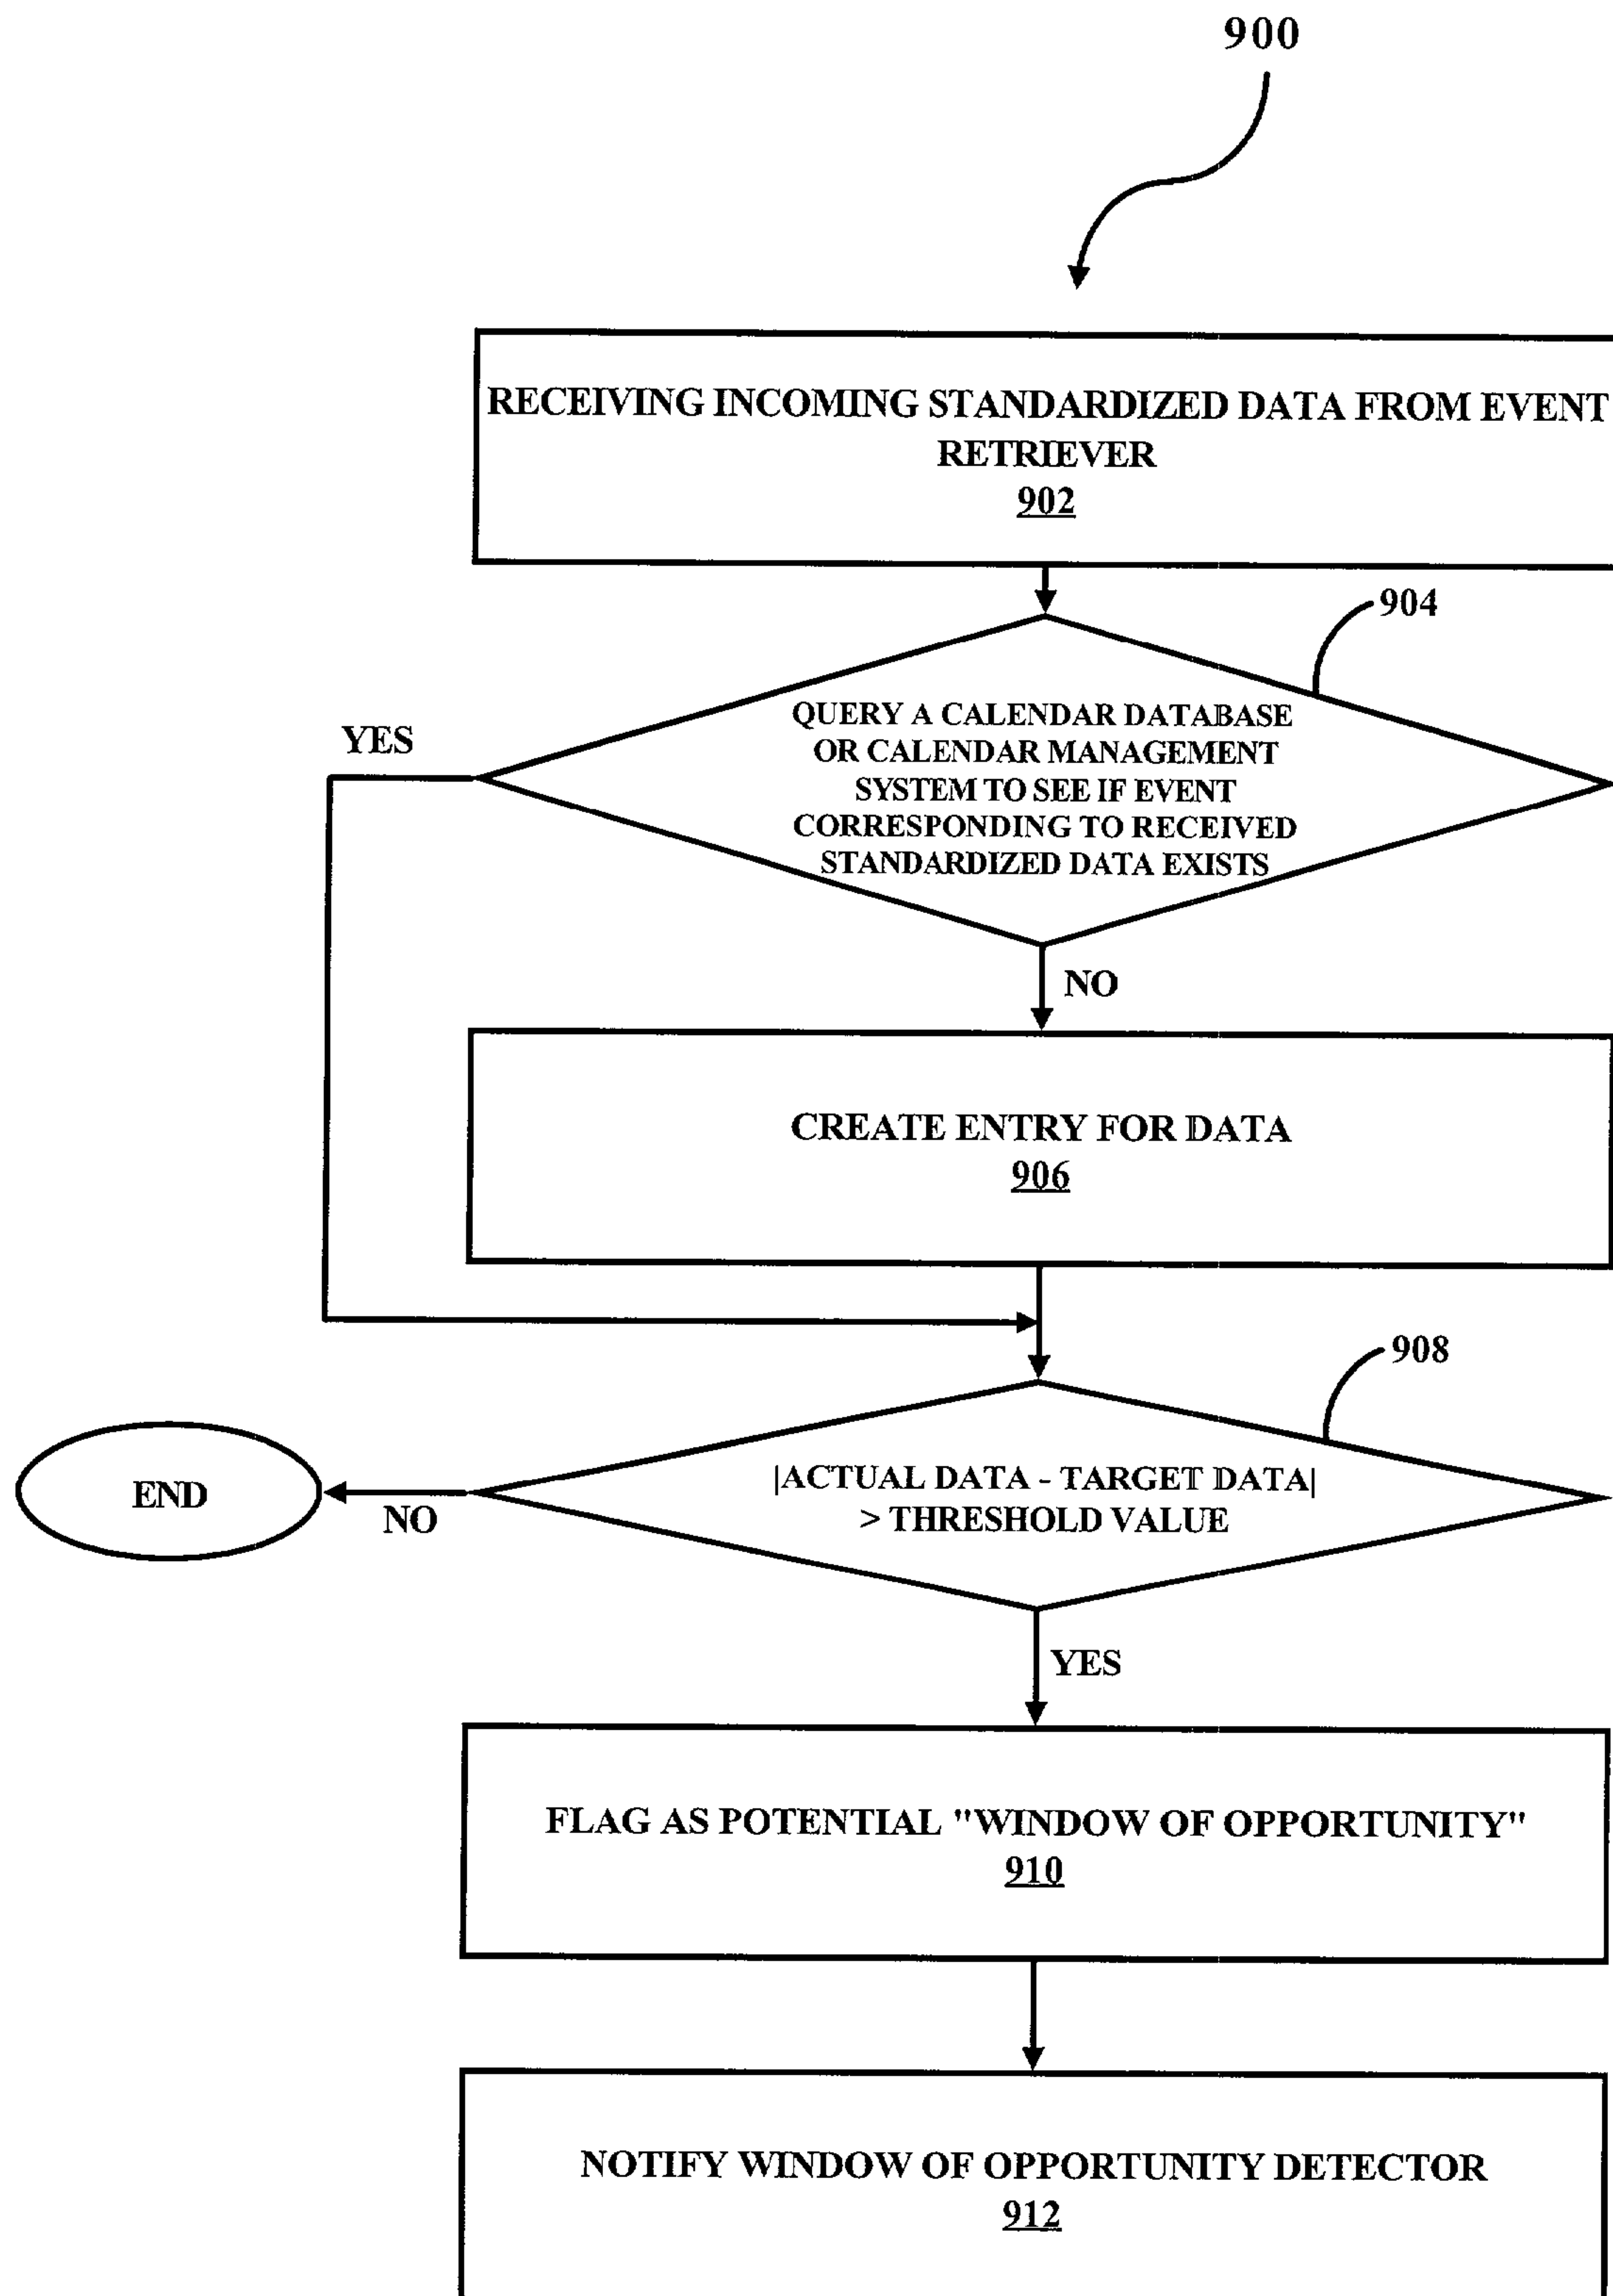 900
RECEIVING INCOMING STANDARDIZED DATA FROM EVENT
RETRIEVER
902
904
QUERY A CALENDAR DATABASE
OR CALENDAR MANAGEMENT
SYSTEM TO SEE IF EVENT
CORRESPONDING TO RECEIVED
STANDARDIZED DATA EXISTS
YES
NO
CREATE ENTRY FOR DATA
906
908
|ACTUAL DATA - TARGET DATA|
> THRESHOLD VALUE
END
NO
YES
FLAG AS POTENTIAL "WINDOW OF OPPORTUNITY"
910
NOTIFY WINDOW OF OPPORTUNITY DETECTOR
912